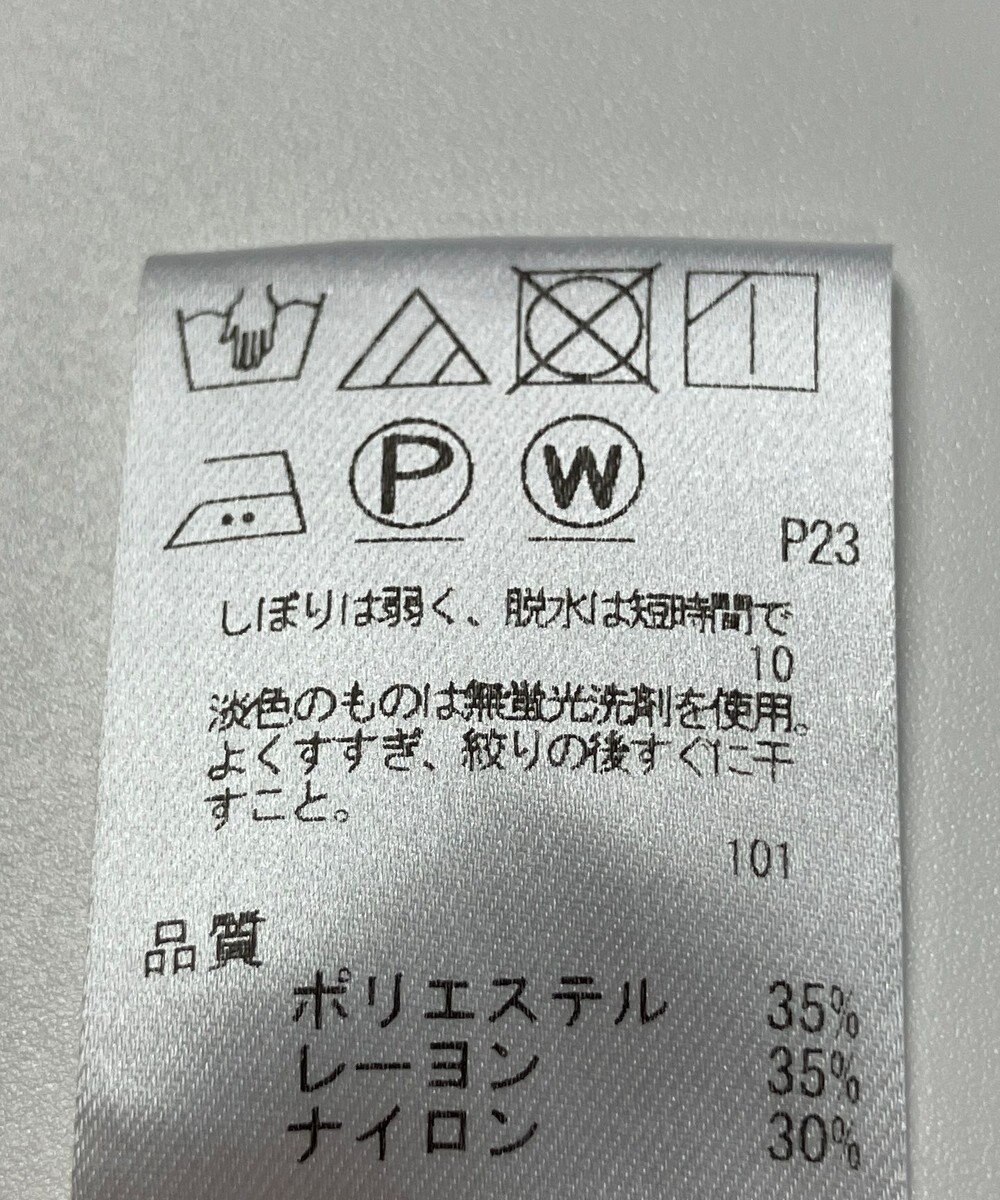 P
W
P23
しぼりは弱く、脱水は短時間で
10
淡色のものは無蛍光洗剤を使用。
よくすすぎ、絞りの後すぐに干
すこと。
101
品質
ポリエステル 35%
レーヨン 35%
ナイロン 30%